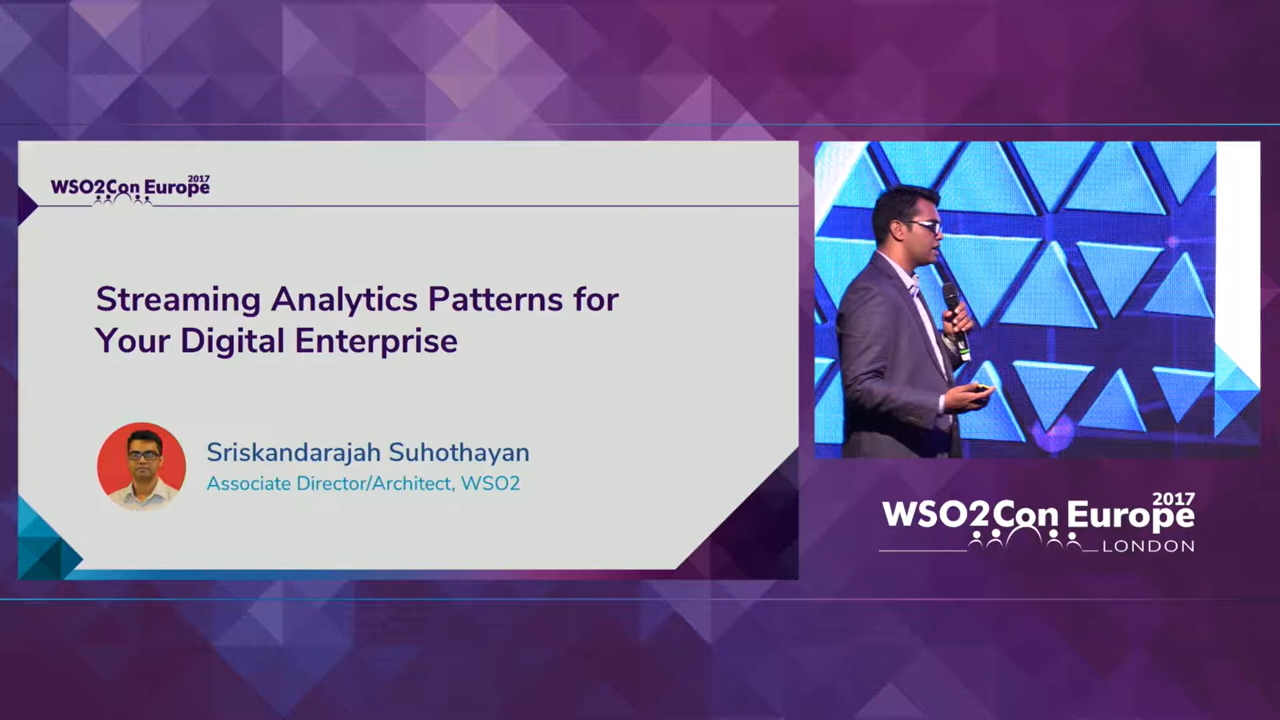 WSO2Con Europe 2017
Streaming Analytics Patterns for
Your Digital Enterprise
Sriskandarajah Suhothayan
Associate Director/Architect, WSO2
WSO2Con Europe 2017
LONDON